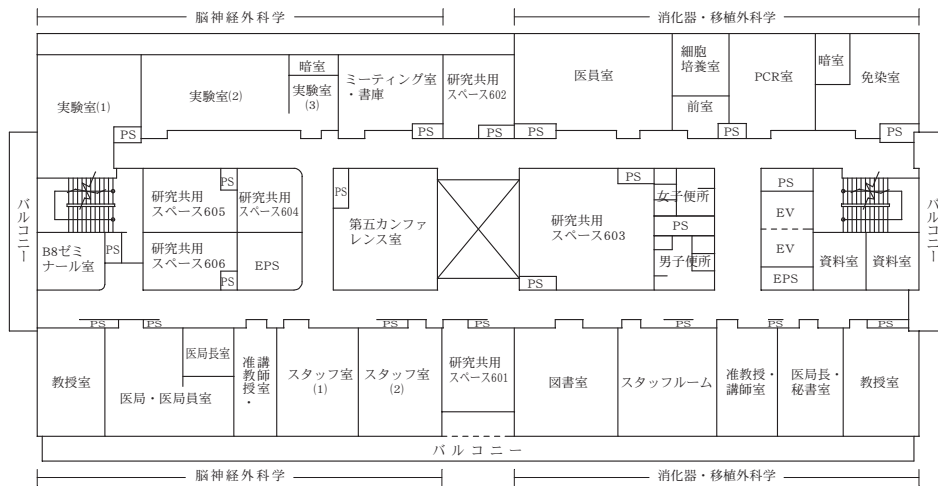 脳神経外科学
消化器・移植外科学
実験室(1)
実験室(2)
暗室
実験室
(3)
ミーティング室
・書庫
研究共用
スペース602
医員室
細胞
培養室
前室
PCR室
暗室
免染室
PS
PS
PS
PS
PS
PS
バルコニー
バルコニー
研究共用
スペース605
PS
研究共用
スペース604
PS
第五カンファ
レンス室
研究共用
スペース603
PS
女子便所
PS
男子便所
PS
EV
EV
EPS
B8ゼミ
ナール室
PS
研究共用
スペース606
PS
EPS
PS
資料室
資料室
PS
PS
PS
PS
PS
PS
PS
教授室
医局長室
医局・医局員室
准教授・
講師室
スタッフ室
(1)
スタッフ室
(2)
研究共用
スペース601
図書室
スタッフルーム
准教授・
講師室
医局長・
秘書室
教授室
バルコニー
脳神経外科学
消化器・移植外科学